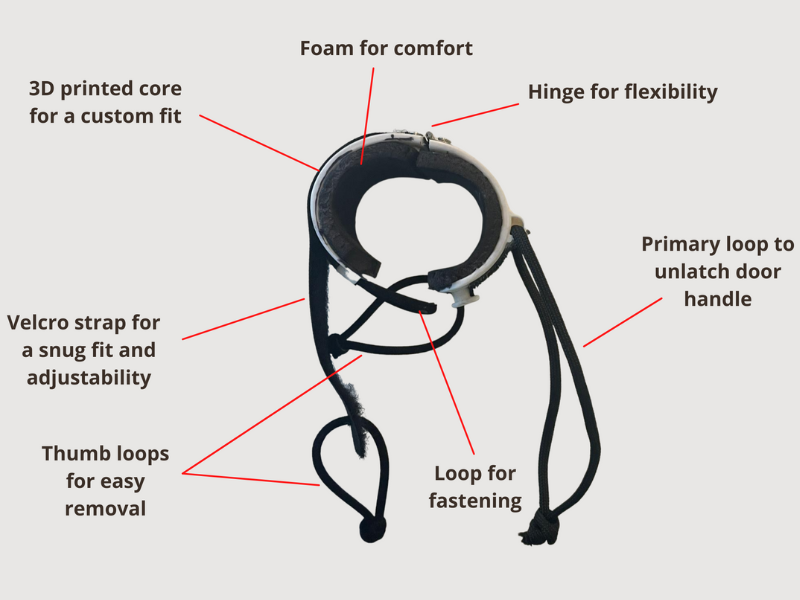 Foam for comfort
3D printed core
for a custom fit
Hinge for flexibility
Primary loop to
unlatch door
handle
Velcro strap for
a snug fit and
adjustability
Thumb loops
for easy
removal
Loop for
fastening